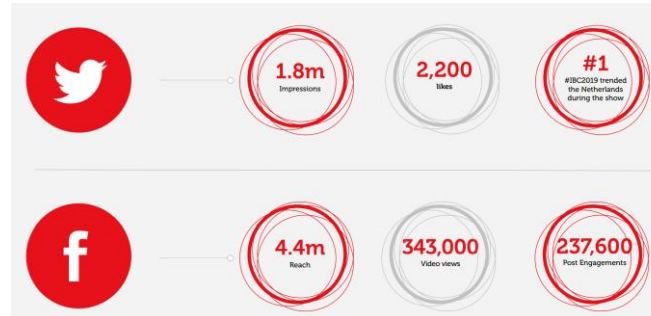 1.8m
Impressions
2,200
likes
#1
#IBC2019 trended
the Netherlands
during the show
4.4m
Reach
343,000
Video views
237,600
Post Engagements